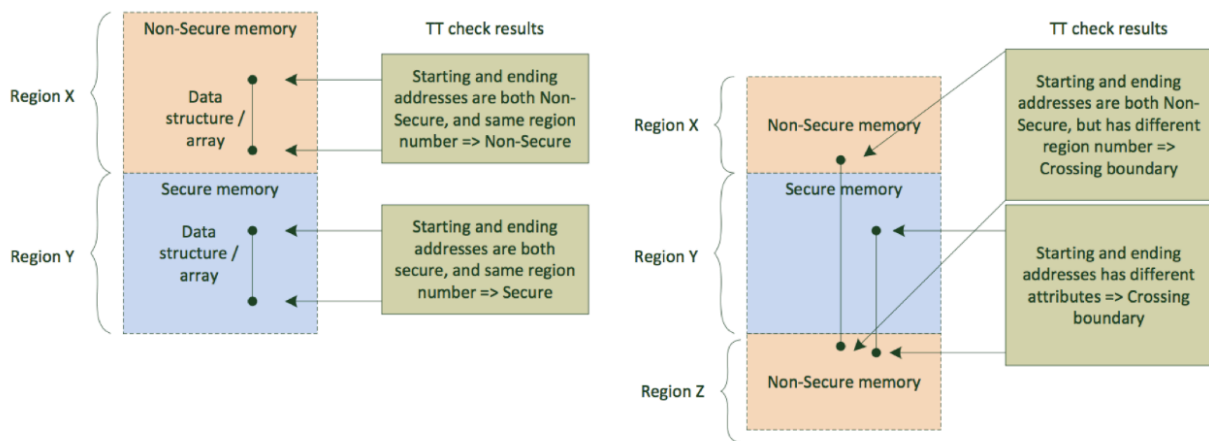 Non-Secure memory
TT check results
Region X
Data
structure /
array
Starting and ending
addresses are both Non-
Secure, and same region
number => Non-Secure
Secure memory
Region Y
Data
structure /
array
Starting and ending
addresses are both
secure, and same region
number => Secure
TT check results
Region X
Non-Secure memory
Starting and ending
addresses are both Non-
Secure, but has different
region number =>
Crossing boundary
Secure memory
Region Y
Starting and ending
addresses has different
attributes => Crossing
boundary
Region Z
Non-Secure memory